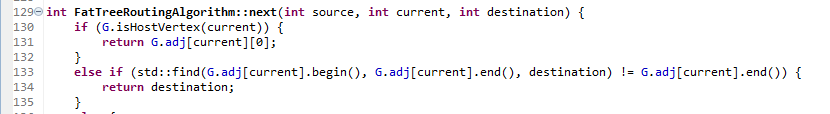 129 int FatTreeRoutingAlgorithm::next(int source, int current, int destination) {
130     if (G.isHostVertex(current)) {
131         return G.adj[current][0];
132     }
133     else if (std::find(G.adj[current].begin(), G.adj[current].end(), destination) != G.adj[current].end()) {
134         return destination;
135     }